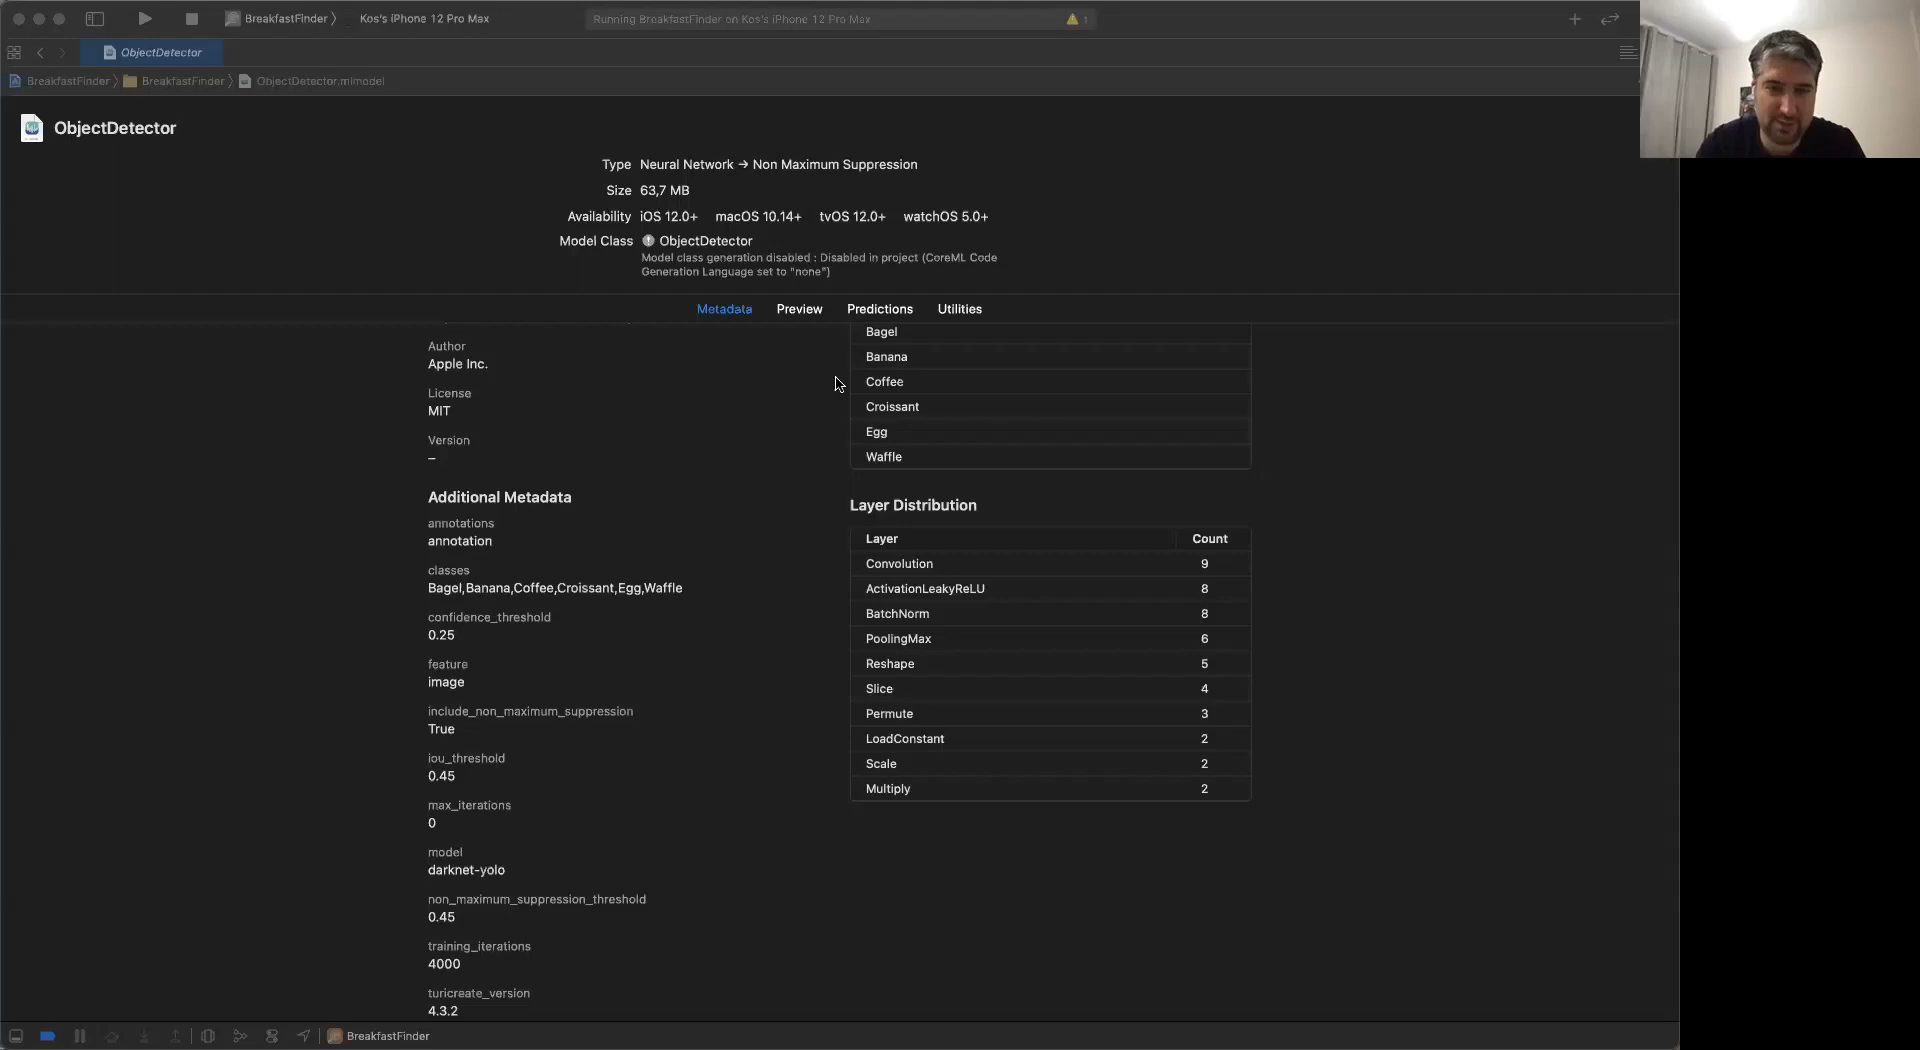 BreakfastFinder
Kos's iPhone 12 Pro Max
Running BreakfastFinder on Kos's iPhone 12 Pro Max
1
ObjectDetector
BreakfastFinder
BreakfastFinder
ObjectDetector.mlmodel
ObjectDetector
Type Neural Network → Non Maximum Suppression
Size 63,7 MB
Availability iOS 12.0+ macOS 10.14+ tvOS 12.0+ watchOS 5.0+
Model Class ObjectDetector
Model class generation disabled : Disabled in project (CoreML Code
Generation Language set to "none")
Metadata Preview Predictions Utilities
Author
Apple Inc.
License
MIT
Version
–
Additional Metadata
annotations
annotation
classes
Bagel,Banana,Coffee,Croissant,Egg,Waffle
confidence_threshold
0.25
feature
image
include_non_maximum_suppression
True
iou_threshold
0.45
max_iterations
0
model
darknet-yolo
non_maximum_suppression_threshold
0.45
training_iterations
4000
turicreate_version
4.3.2
Bagel
Banana
Coffee
Croissant
Egg
Waffle
Layer Distribution
Layer Count
Convolution 9
ActivationLeakyReLU 8
BatchNorm 8
PoolingMax 6
Reshape 5
Slice 4
Permute 3
LoadConstant 2
Scale 2
Multiply 2
BreakfastFinder